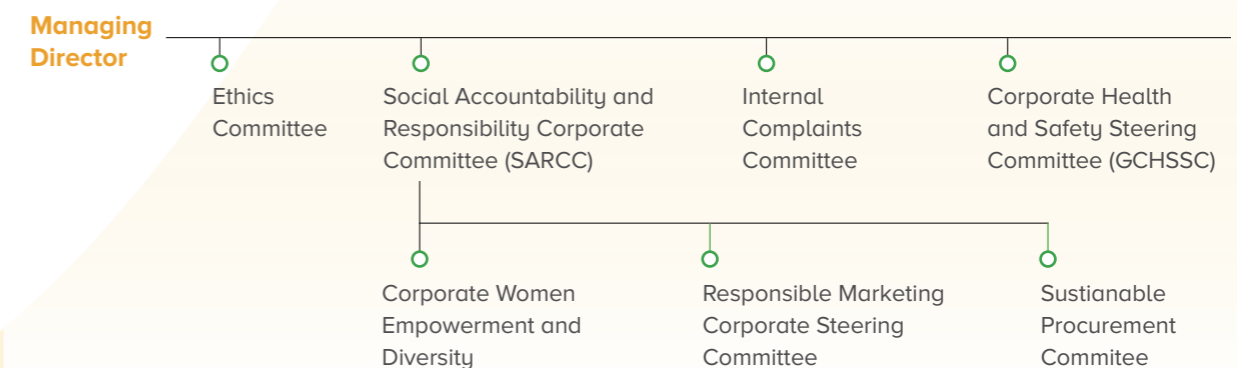 Managing
Director
Ethics
Committee
Social Accountability and
Responsibility Corporate
Committee (SARCC)
Internal
Complaints
Committee
Corporate Health
and Safety Steering
Committee (GCHSSC)
Corporate Women
Empowerment and
Diversity
Responsible Marketing
Corporate Steering
Committee
Sustianable
Procurement
Commitee